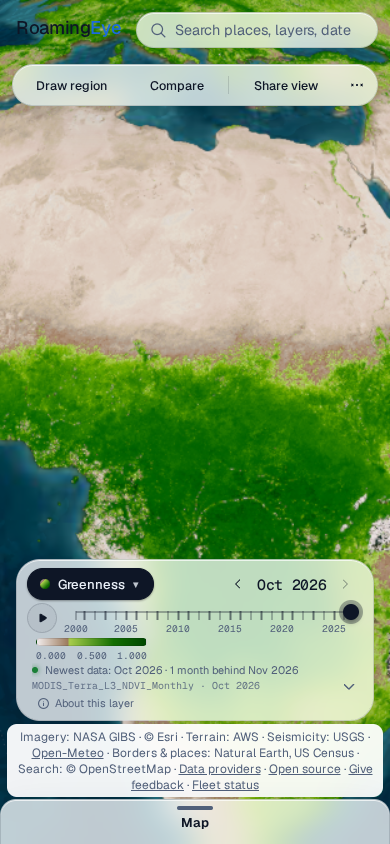 RoamingEye
Search places, layers, date
Draw region Compare Share view ···
Greenness ▾ Oct 2026
2000 2005 2010 2015 2020 2025
0.000 0.500 1.000
Newest data: Oct 2026 · 1 month behind Nov 2026
MODIS_Terra_L3_NDVI_Monthly · Oct 2026
About this layer
Imagery: NASA GIBS · © Esri · Terrain: AWS · Seismicity: USGS ·
Open-Meteo · Borders & places: Natural Earth, US Census ·
Search: © OpenStreetMap · Data providers · Open source · Give
feedback · Fleet status
Map